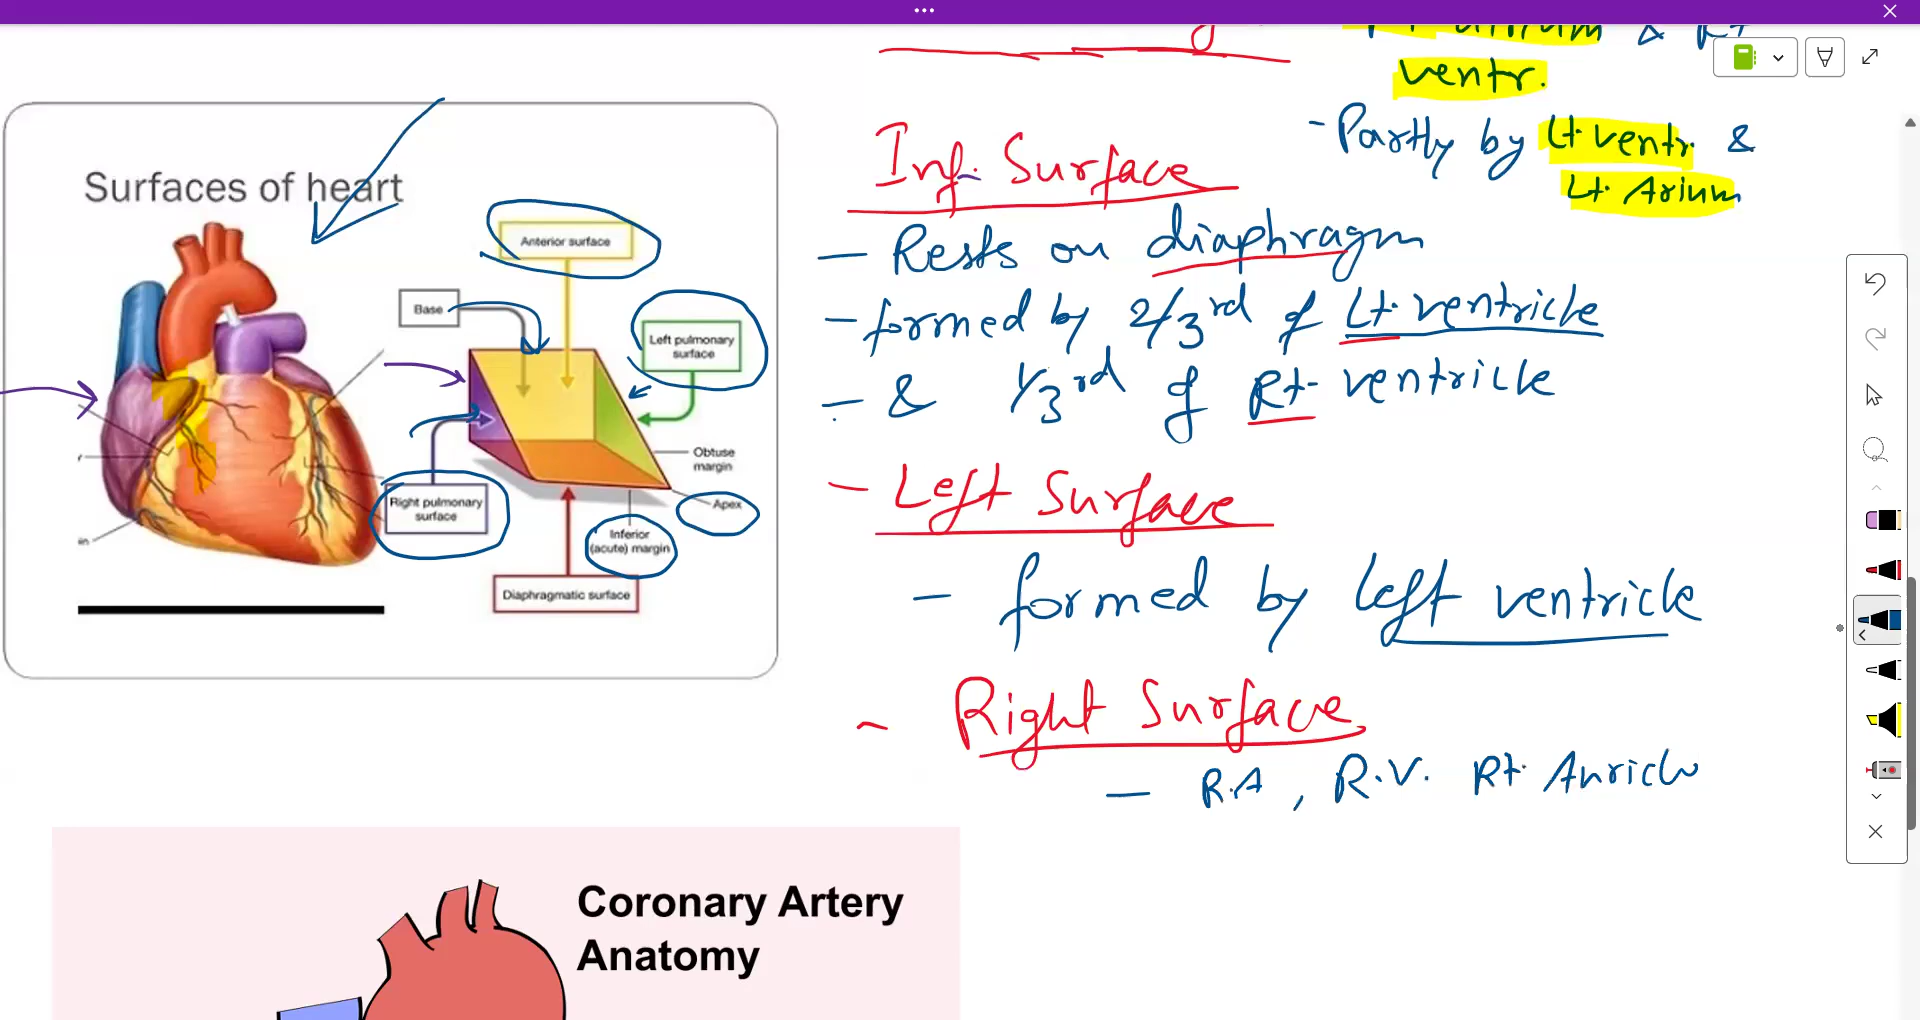 Rt atrium & Rt
ventr.
- Partly by Lt. ventr. &
Lt. Arium
Inf. Surface
- Rests on diaphragm
- formed by 2/3rd of Lt. ventricle
- & 1/3rd of Rt ventricle
- Left Surface
- formed by left ventricle
- Right Surface
- R.A, R.V. Rt. Auricle
Surfaces of heart
Anterior surface
Base
Left pulmonary
surface
Obtuse
margin
Apex
Right pulmonary
surface
Inferior
(acute) margin
Diaphragmatic surface
Coronary Artery
Anatomy